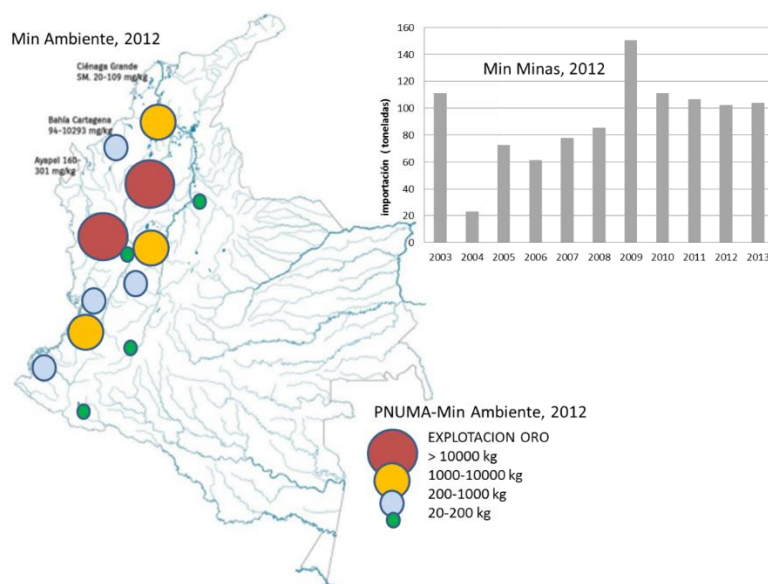 Min Ambiente, 2012
Ciénaga Grande
SM. 20-109 mg/kg
Bahía Cartagena
94-10293 mg/kg
Ayapel 160-
301 mg/kg
Min Minas, 2012
importación ( toneladas)
160
140
120
100
80
60
40
20
0
2003 2004 2005 2006 2007 2008 2009 2010 2011 2012 2013
PNUMA-Min Ambiente, 2012
EXPLOTACION ORO
> 10000 kg
1000-10000 kg
200-1000 kg
20-200 kg